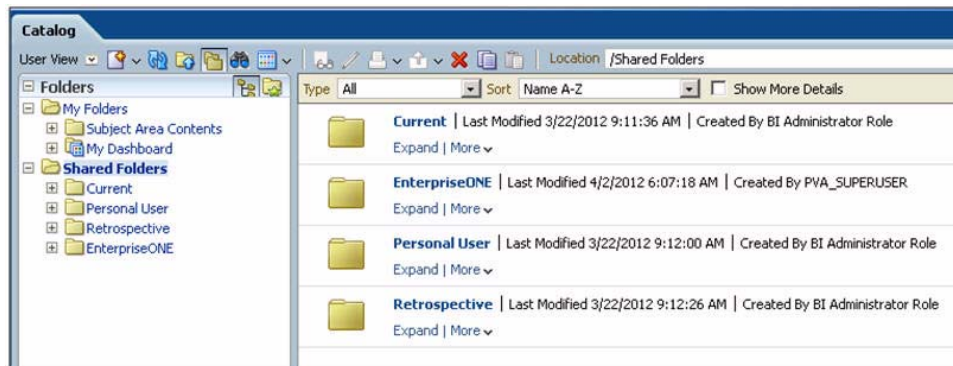 Catalog
User View
Location /Shared Folders
Folders
My Folders
Subject Area Contents
My Dashboard
Shared Folders
Current
Personal User
Retrospective
EnterpriseONE
Type All Sort Name A-Z Show More Details
Current | Last Modified 3/22/2012 9:11:36 AM | Created By BI Administrator Role
Expand | More
EnterpriseONE | Last Modified 4/2/2012 6:07:18 AM | Created By PVA_SUPERUSER
Expand | More
Personal User | Last Modified 3/22/2012 9:12:00 AM | Created By BI Administrator Role
Expand | More
Retrospective | Last Modified 3/22/2012 9:12:26 AM | Created By BI Administrator Role
Expand | More